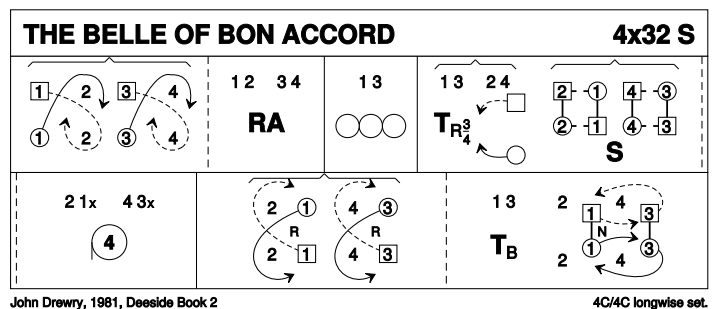 THE BELLE OF BON ACCORD 4x32 S
1 2 3 4 1 2 3 4 1 3 1 3 2 4 2 1 4 3
RA T R 3/4
1 2 3 4 2 1 4 3
S
2 1x 4 3x 2 1 4 3 1 3 2 4
4 R R T B 1 3
2 1 4 3 1 N 3
2 4
John Drewry, 1981, Deeside Book 2 4C/4C longwise set.